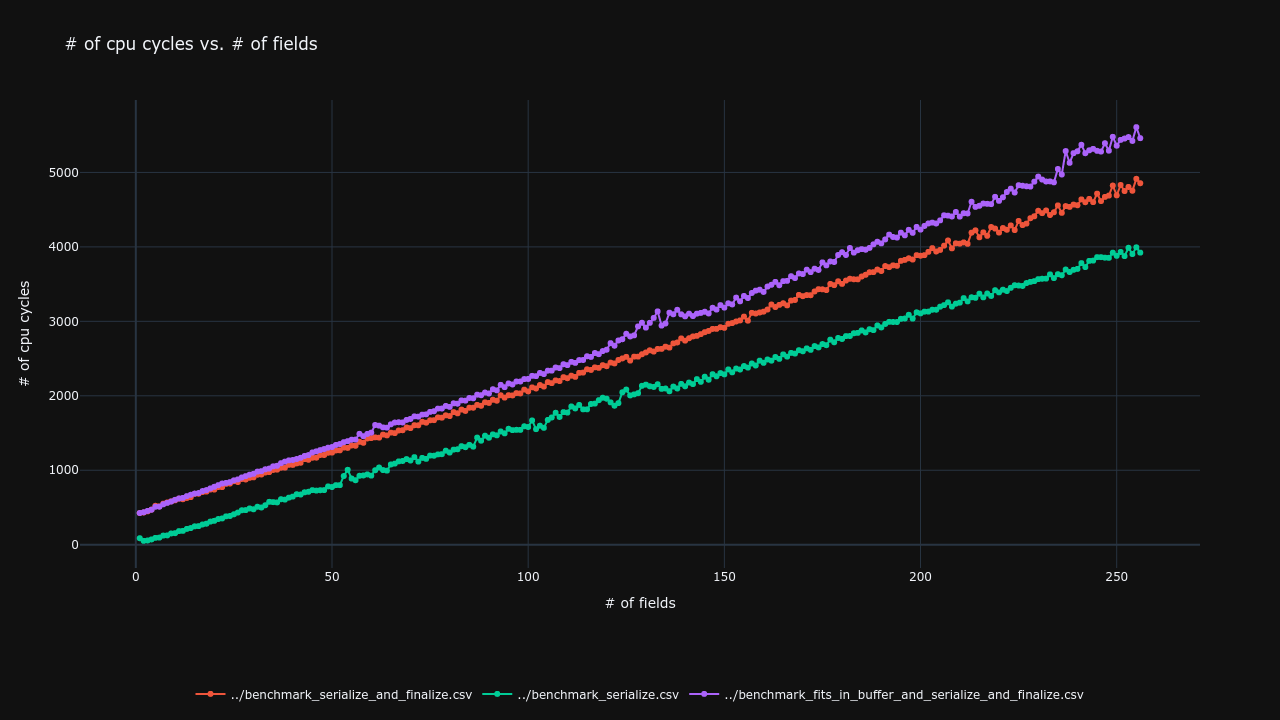 # of cpu cycles vs. # of fields
# of cpu cycles
5000
4000
3000
2000
1000
0
0 50 100 150 200 250
# of fields
../benchmark_serialize_and_finalize.csv ../benchmark_serialize.csv ../benchmark_fits_in_buffer_and_serialize_and_finalize.csv